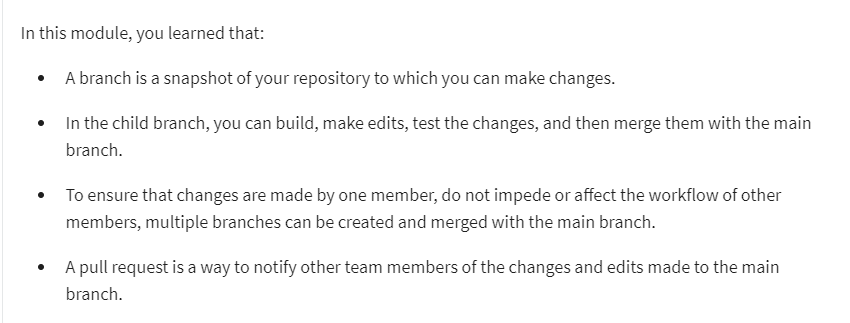 In this module, you learned that:
• A branch is a snapshot of your repository to which you can make changes.
• In the child branch, you can build, make edits, test the changes, and then merge them with the main
branch.
• To ensure that changes are made by one member, do not impede or affect the workflow of other
members, multiple branches can be created and merged with the main branch.
• A pull request is a way to notify other team members of the changes and edits made to the main
branch.